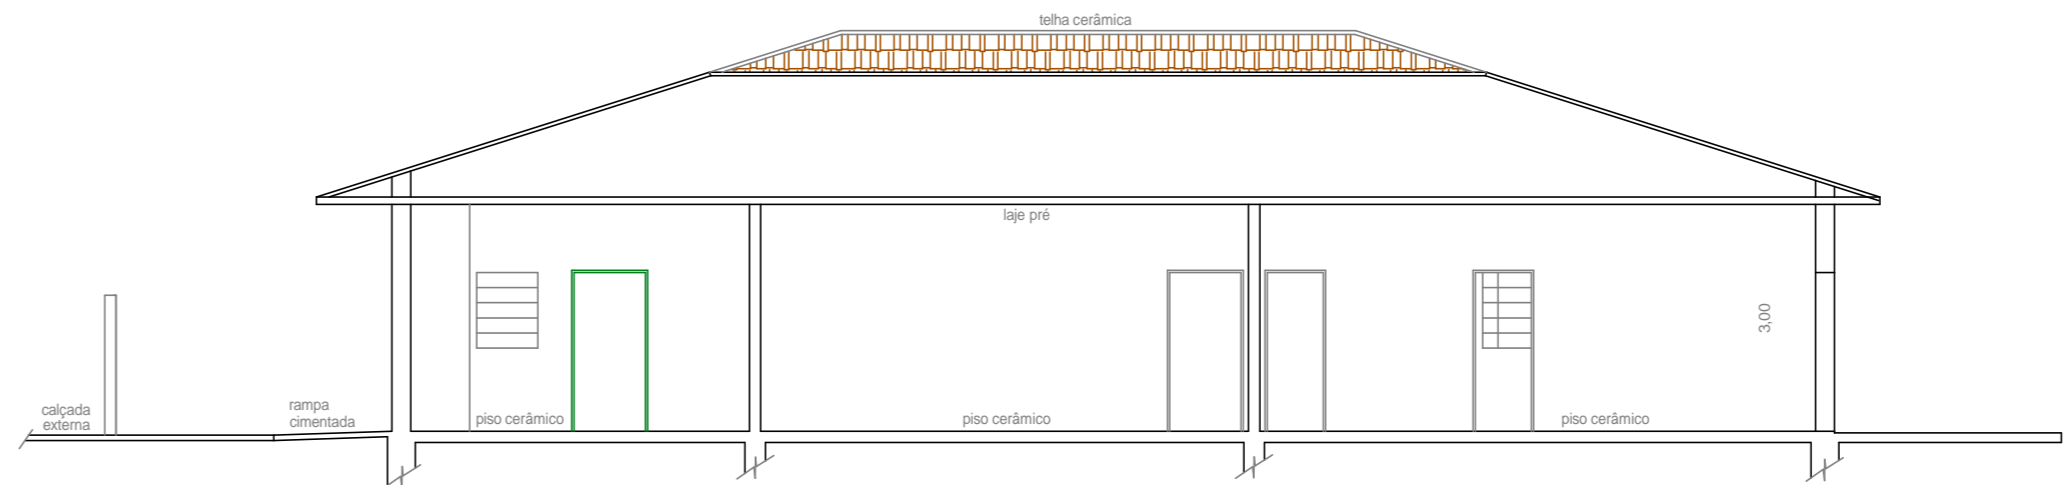 telha cerâmica
laje pré
3,00
calçada
externa
rampa
cimentada
piso cerâmico
piso cerâmico
piso cerâmico